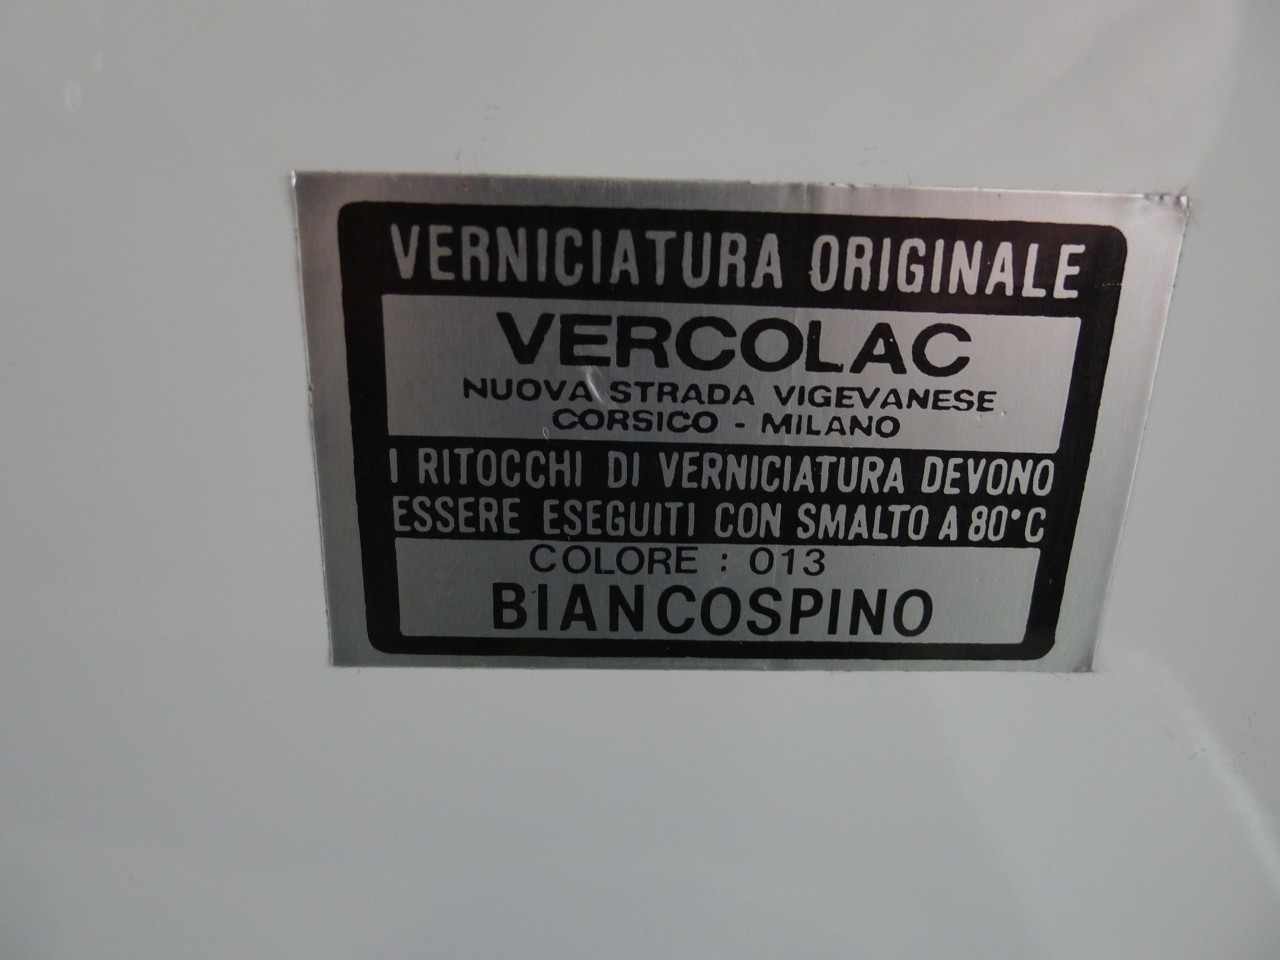 VERNICIATURA ORIGINALE
VERCOLAC
NUOVA STRADA VIGEVANESE
CORSICO - MILANO
I RITOCCHI DI VERNICIATURA DEVONO
ESSERE ESEGUITI CON SMALTO A 80°C
COLORE : 013
BIANCOSPINO